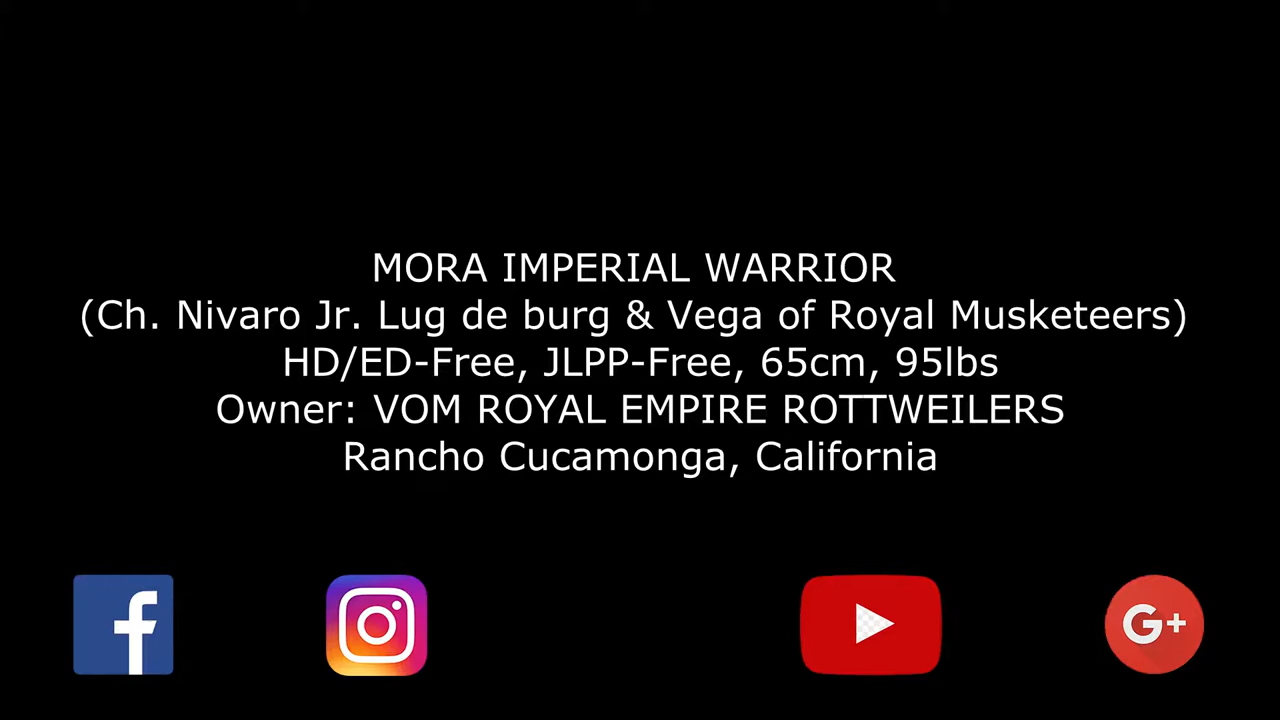 MORA IMPERIAL WARRIOR
(Ch. Nivaro Jr. Lug de burg & Vega of Royal Musketeers)
HD/ED-Free, JLPP-Free, 65cm, 95lbs
Owner: VOM ROYAL EMPIRE ROTTWEILERS
Rancho Cucamonga, California
f
G+